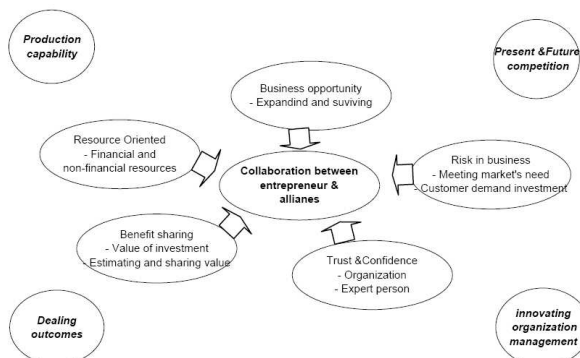 Production
capability
Present &Future
competition
Business opportunity
- Expandind and suviving
Resource Oriented
- Financial and
non-financial resources
Collaboration between
entrepreneur &
allianes
Risk in business
- Meeting market's need
- Customer demand investment
Benefit sharing
- Value of investment
- Estimating and sharing value
Trust &Confidence
- Organization
- Expert person
Dealing
outcomes
innovating
organization
management